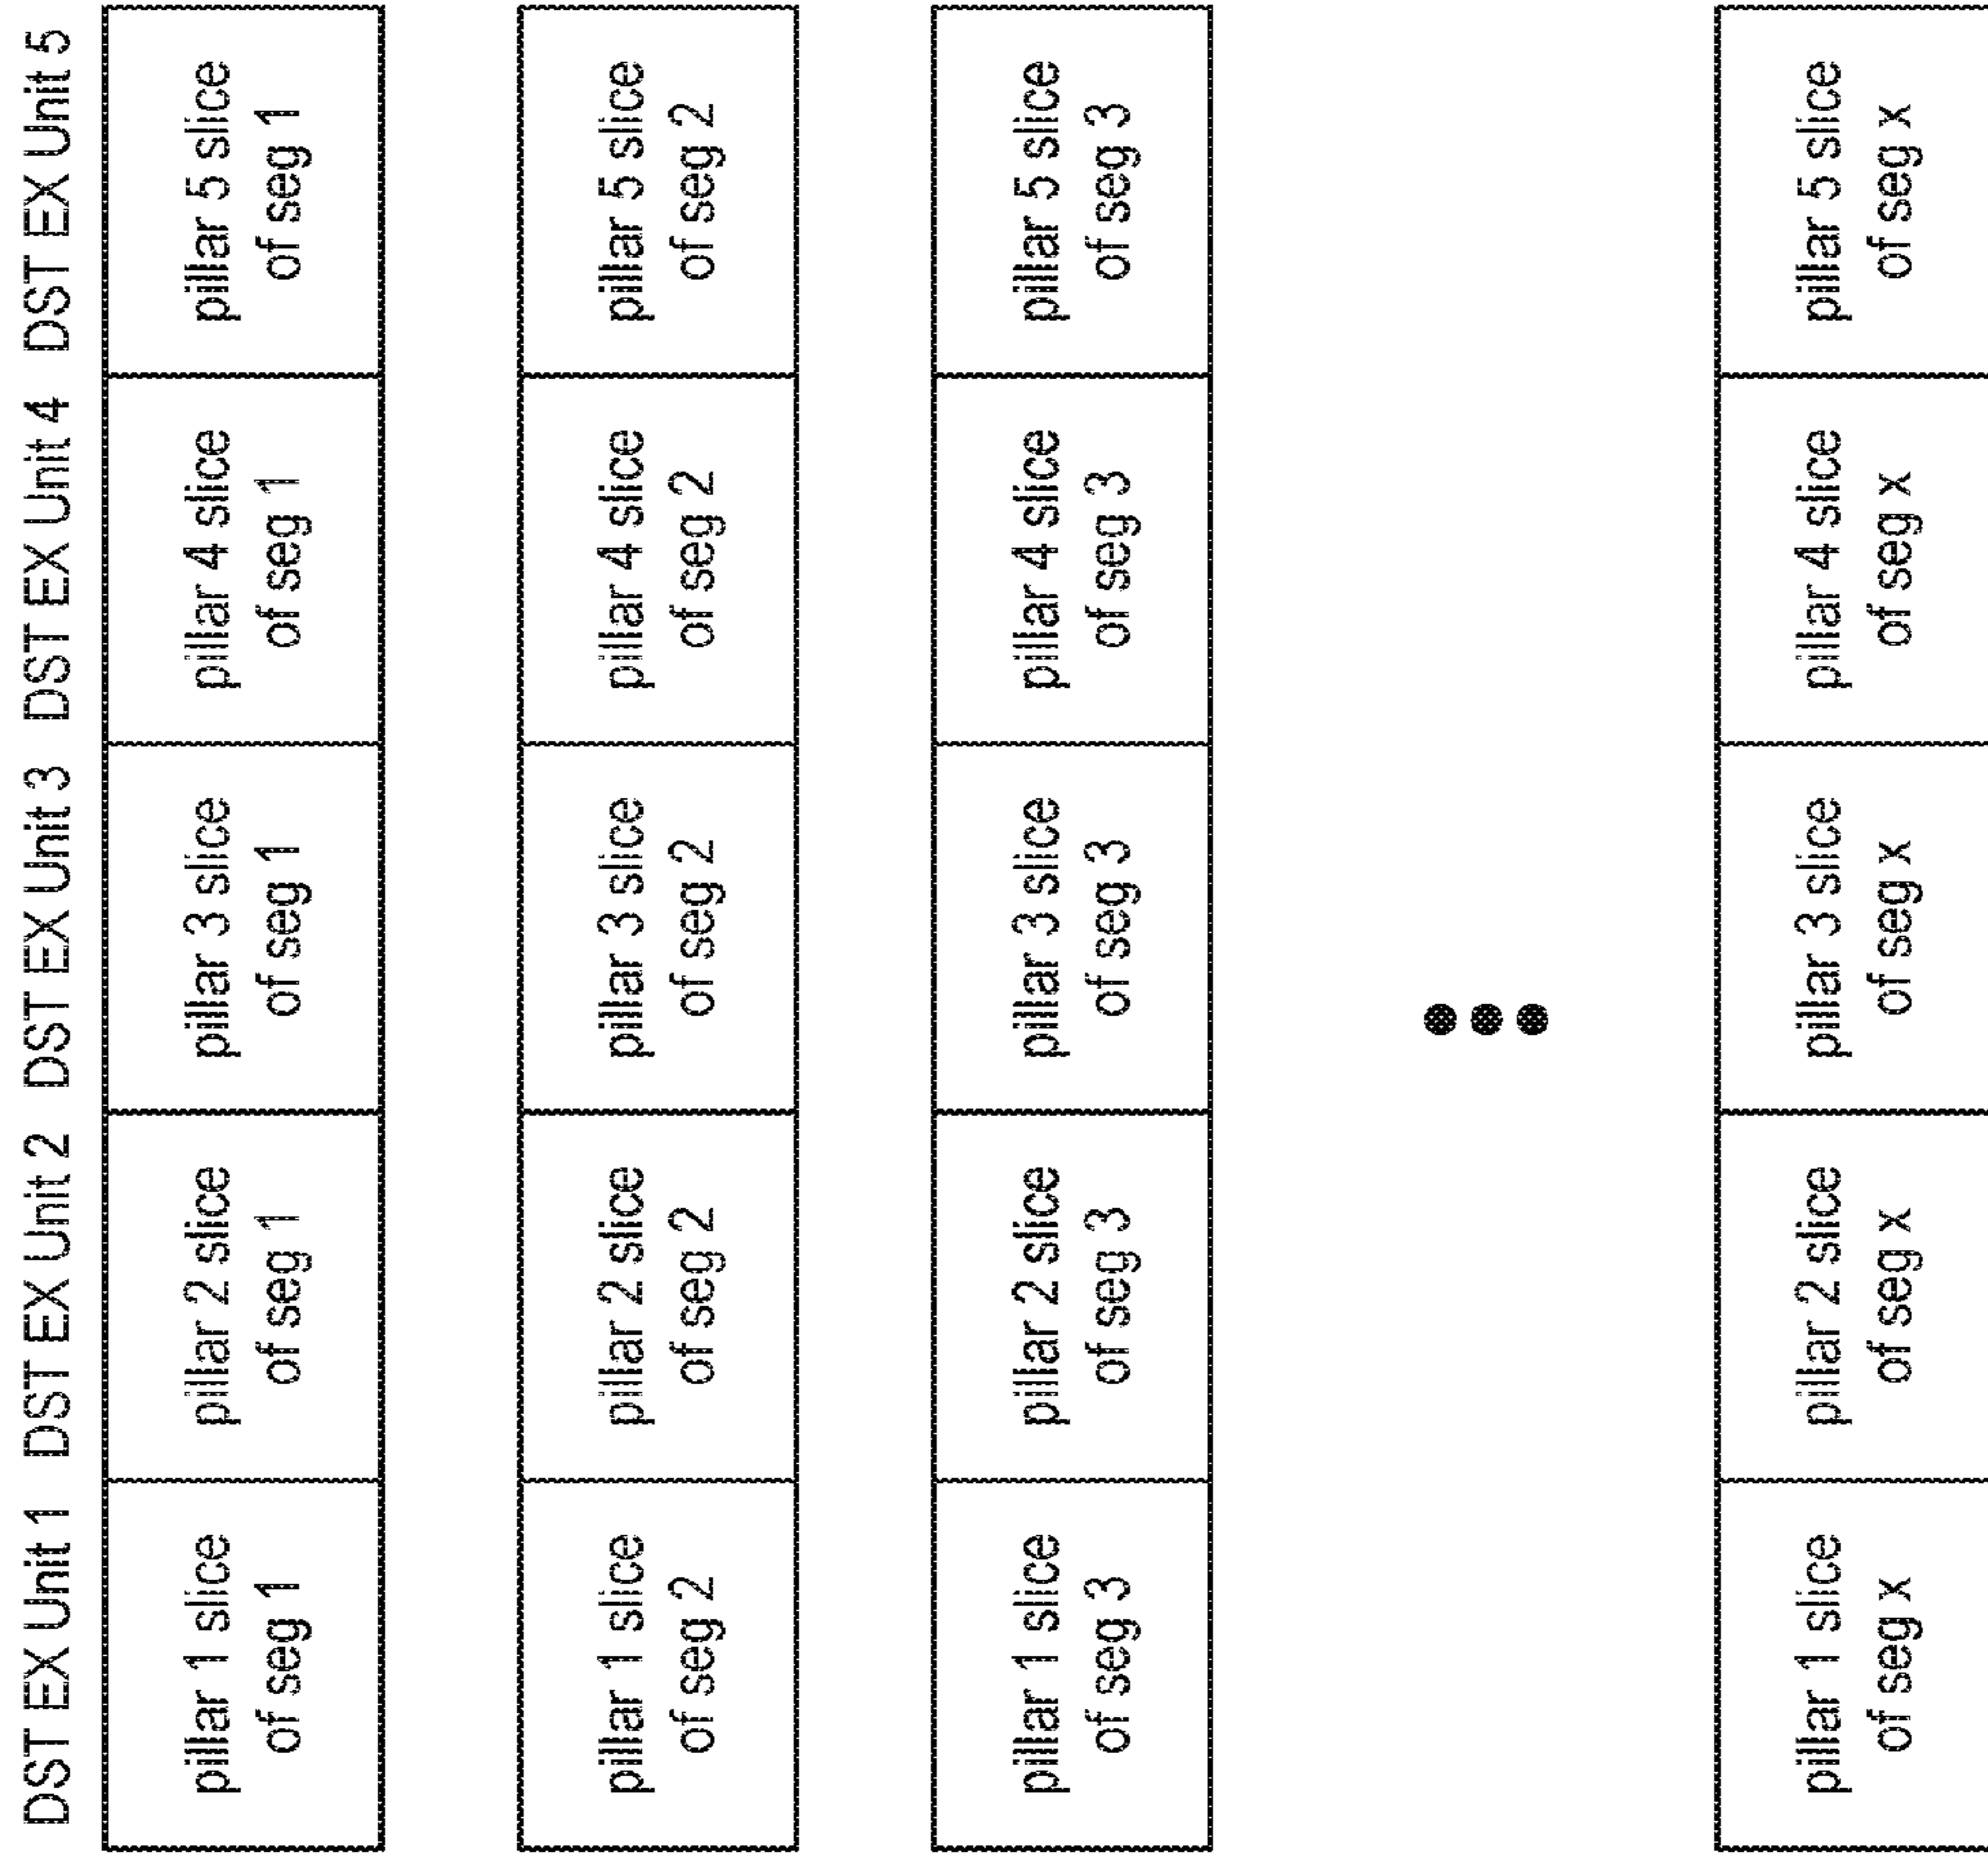 DST EX Unit 1 DST EX Unit 2 DST EX Unit 3 DST EX Unit 4 DST EX Unit 5
pillar 1 slice
of seg 1
pillar 2 slice
of seg 1
pillar 3 slice
of seg 1
pillar 4 slice
of seg 1
pillar 5 slice
of seg 1
pillar 1 slice
of seg 2
pillar 2 slice
of seg 2
pillar 3 slice
of seg 2
pillar 4 slice
of seg 2
pillar 5 slice
of seg 2
pillar 1 slice
of seg 3
pillar 2 slice
of seg 3
pillar 3 slice
of seg 3
pillar 4 slice
of seg 3
pillar 5 slice
of seg 3
pillar 1 slice
of seg x
pillar 2 slice
of seg x
pillar 3 slice
of seg x
pillar 4 slice
of seg x
pillar 5 slice
of seg x